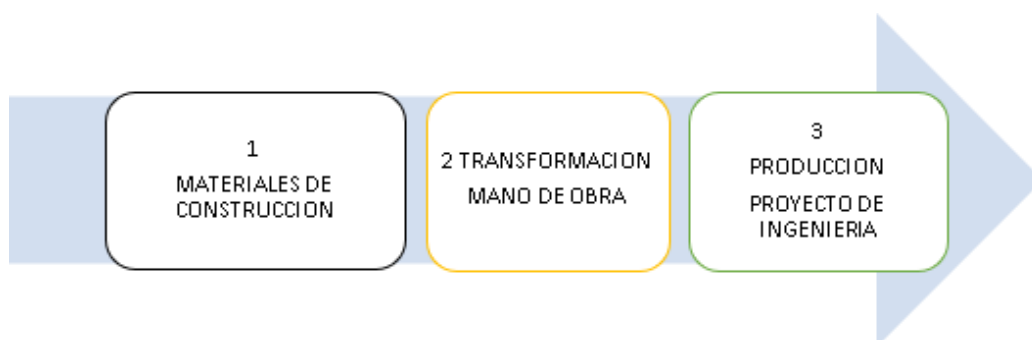 1
MATERIALES DE
CONSTRUCCION
2 TRANSFORMACION
MANO DE OBRA
3
PRODUCCION
PROYECTO DE
INGENIERIA